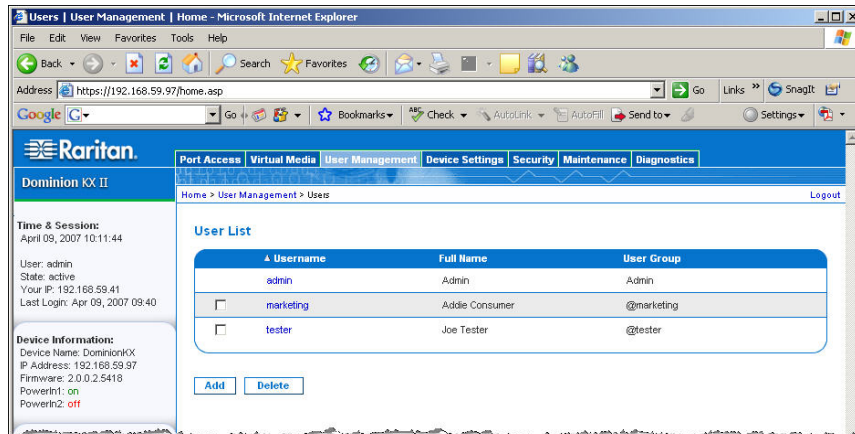 Users | User Management | Home - Microsoft Internet Explorer
File Edit View Favorites Tools Help
Back Search Favorites
Address https://192.168.59.97/home.asp Go Links » SnagIt
Google G Go Bookmarks ABC Check AutoLink AutoFill Send to Settings
Raritan.
Port Access Virtual Media User Management Device Settings Security Maintenance Diagnostics
Dominion KX II
Home > User Management > Users Logout
Time & Session:
April 09, 2007 10:11:44
User: admin
State: active
Your IP: 192.168.59.41
Last Login: Apr 09, 2007 09:40
Device Information:
Device Name: DominionKX
IP Address: 192.168.59.97
Firmware: 2.0.0.2.5418
PowerIn1: on
PowerIn2: off
User List
Username Full Name User Group
admin Admin Admin
marketing Addie Consumer @marketing
tester Joe Tester @tester
Add Delete